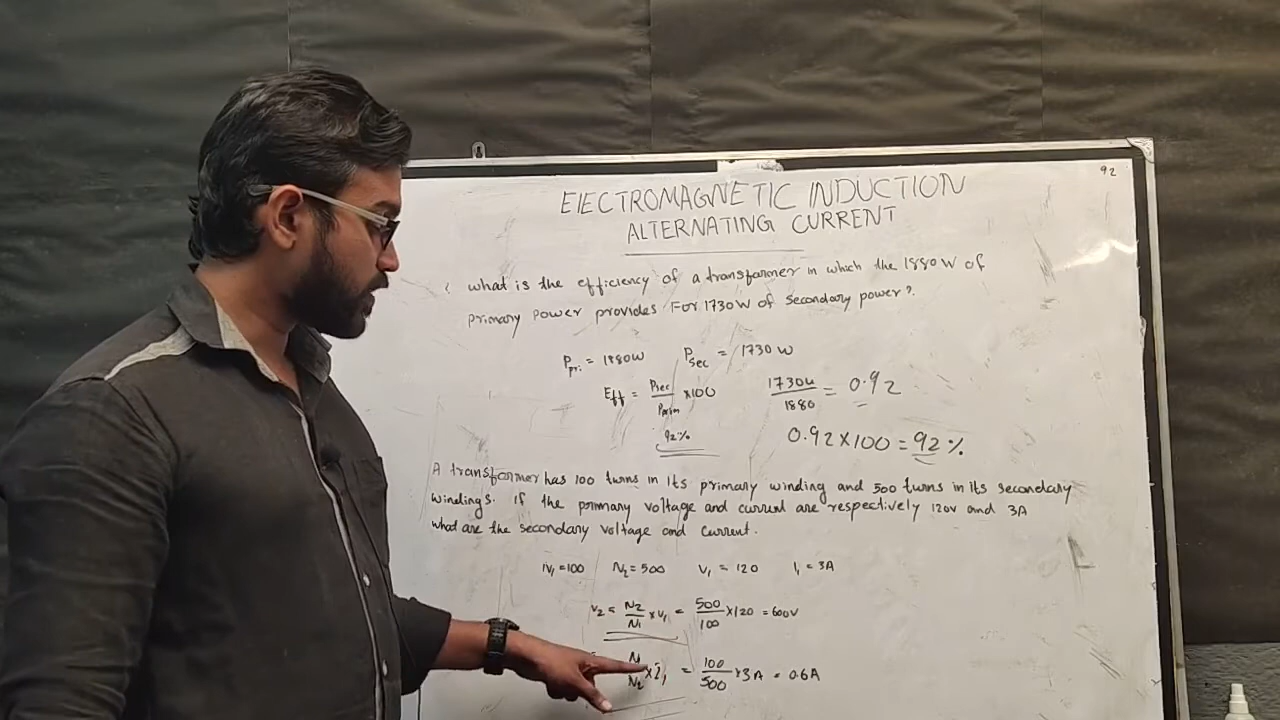 92
ELECTROMAGNETIC INDUCTION
ALTERNATING CURRENT
what is the efficiency of a transformer in which the 1880W of
primary power provides For 1730W of secondary power?
Ppri = 1880W Psec = 1730 W
Eff = Psec/Pprim ×100 1730/1880 = 0.92
92% 0.92×100 = 92%
A transformer has 100 turns in its primary winding and 500 turns in its secondary
windings. If the primary voltage and current are respectively 120V and 3A
what are the secondary voltage and current.
N1 =100 N2 = 500 V1 = 120 I1 = 3A
V2 = N2/N1 × V1 = 500/100 ×120 = 600V
N1/N2 × I1 = 100/500 × 3A = 0.6A